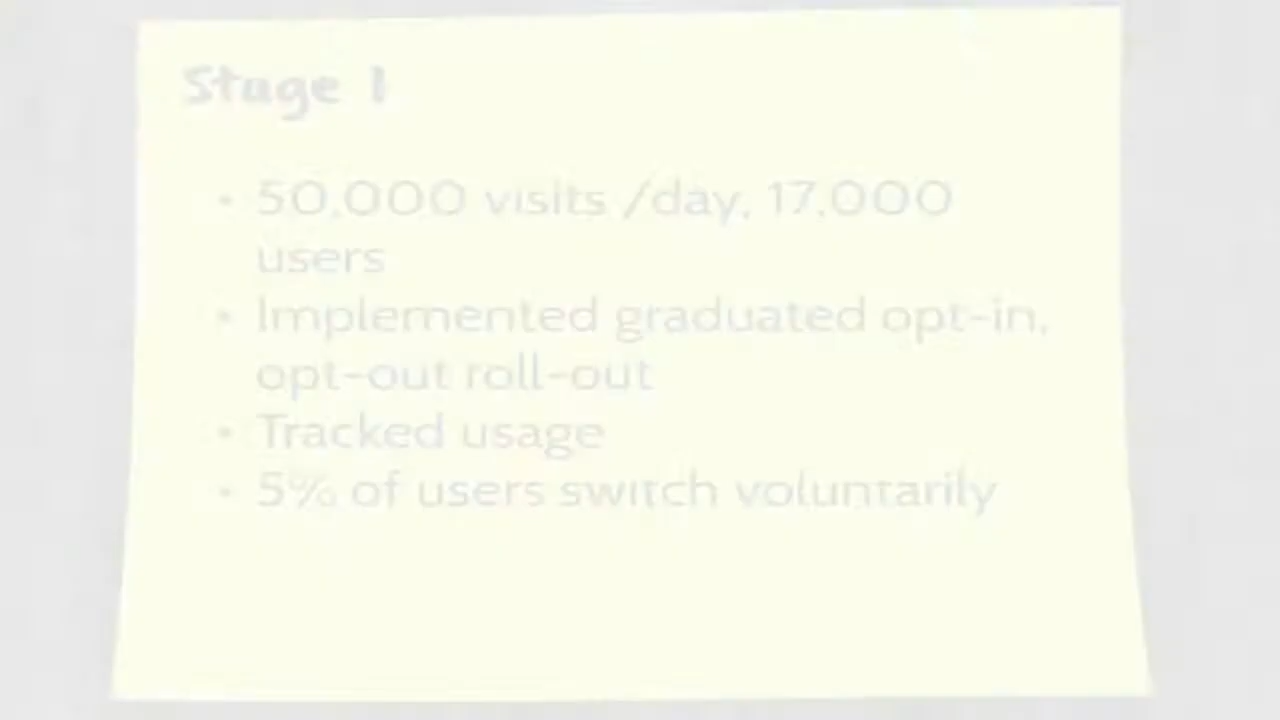 Stage 1
• 50,000 visits /day, 17,000
users
• Implemented graduated opt-in,
opt-out roll-out
• Tracked usage
• 5% of users switch voluntarily